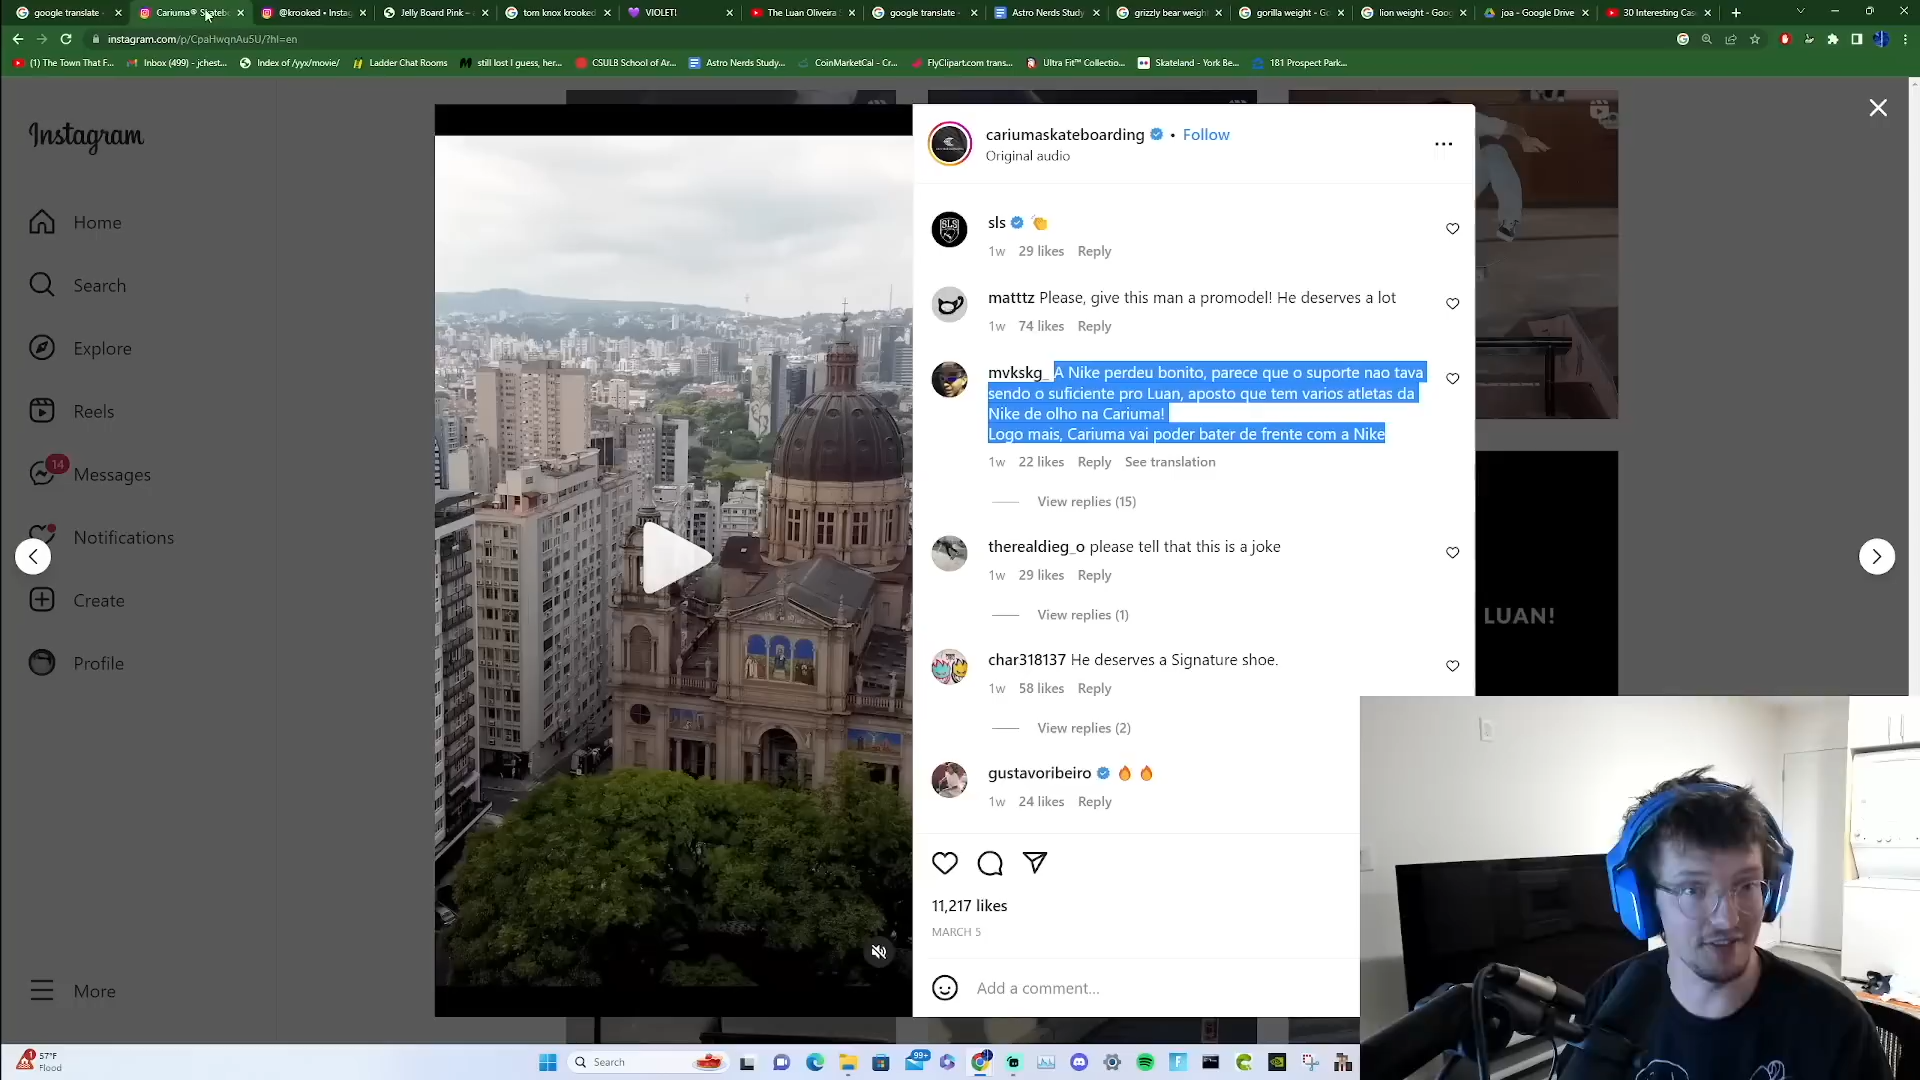 google translate -
Cariuma® Skateb
@krooked • Instag
Jelly Board Pink –
tom knox krooked
VIOLET!
The Luan Oliveira
google translate -
Astro Nerds Study
grizzly bear weigh
gorilla weight - Go
lion weight - Goog
joa - Google Drive
30 Interesting Cas
instagram.com/p/CpaHwqnAu5U/?hl=en
(1) The Town That F...
Inbox (499) - jchest...
Index of /yyx/movie/
Ladder Chat Rooms
still lost I guess, her...
CSULB School of Ar...
Astro Nerds Study...
CoinMarketCal - Cr...
FlyClipart.com trans...
Ultra Fit™ Collectio...
Skateland - York Be...
181 Prospect Park...
Instagram
Home
Search
Explore
Reels
14
Messages
Notifications
Create
Profile
More
cariumaskateboarding • Follow
Original audio
SLS
sls 👏
1w 29 likes Reply
matttz Please, give this man a promodel! He deserves a lot
1w 74 likes Reply
mvkskg_ A Nike perdeu bonito, parece que o suporte nao tava
sendo o suficiente pro Luan, aposto que tem varios atletas da
Nike de olho na Cariuma!
Logo mais, Cariuma vai poder bater de frente com a Nike
1w 22 likes Reply See translation
View replies (15)
therealdieg_o please tell that this is a joke
1w 29 likes Reply
View replies (1)
char318137 He deserves a Signature shoe.
1w 58 likes Reply
View replies (2)
gustavoribeiro 🔥 🔥
1w 24 likes Reply
11,217 likes
MARCH 5
Add a comment...
LUAN!
1
57°F
Flood
Search
99+